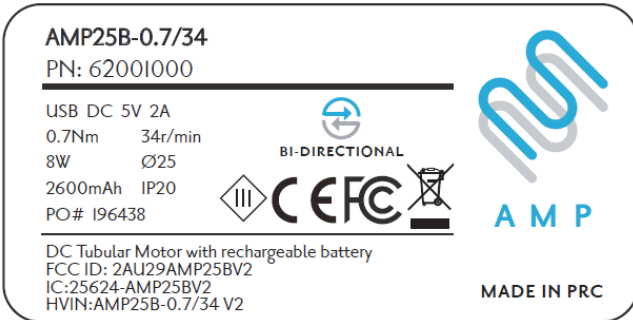 AMP25B-0.7/34
PN: 62001000
USB DC 5V 2A
0.7Nm 34r/min
8W Ø25
2600mAh IP20
PO# 196438
BI-DIRECTIONAL
III CE FC
DC Tubular Motor with rechargeable battery
FCC ID: 2AU29AMP25BV2
IC:25624-AMP25BV2
HVIN:AMP25B-0.7/34 V2
AMP
MADE IN PRC